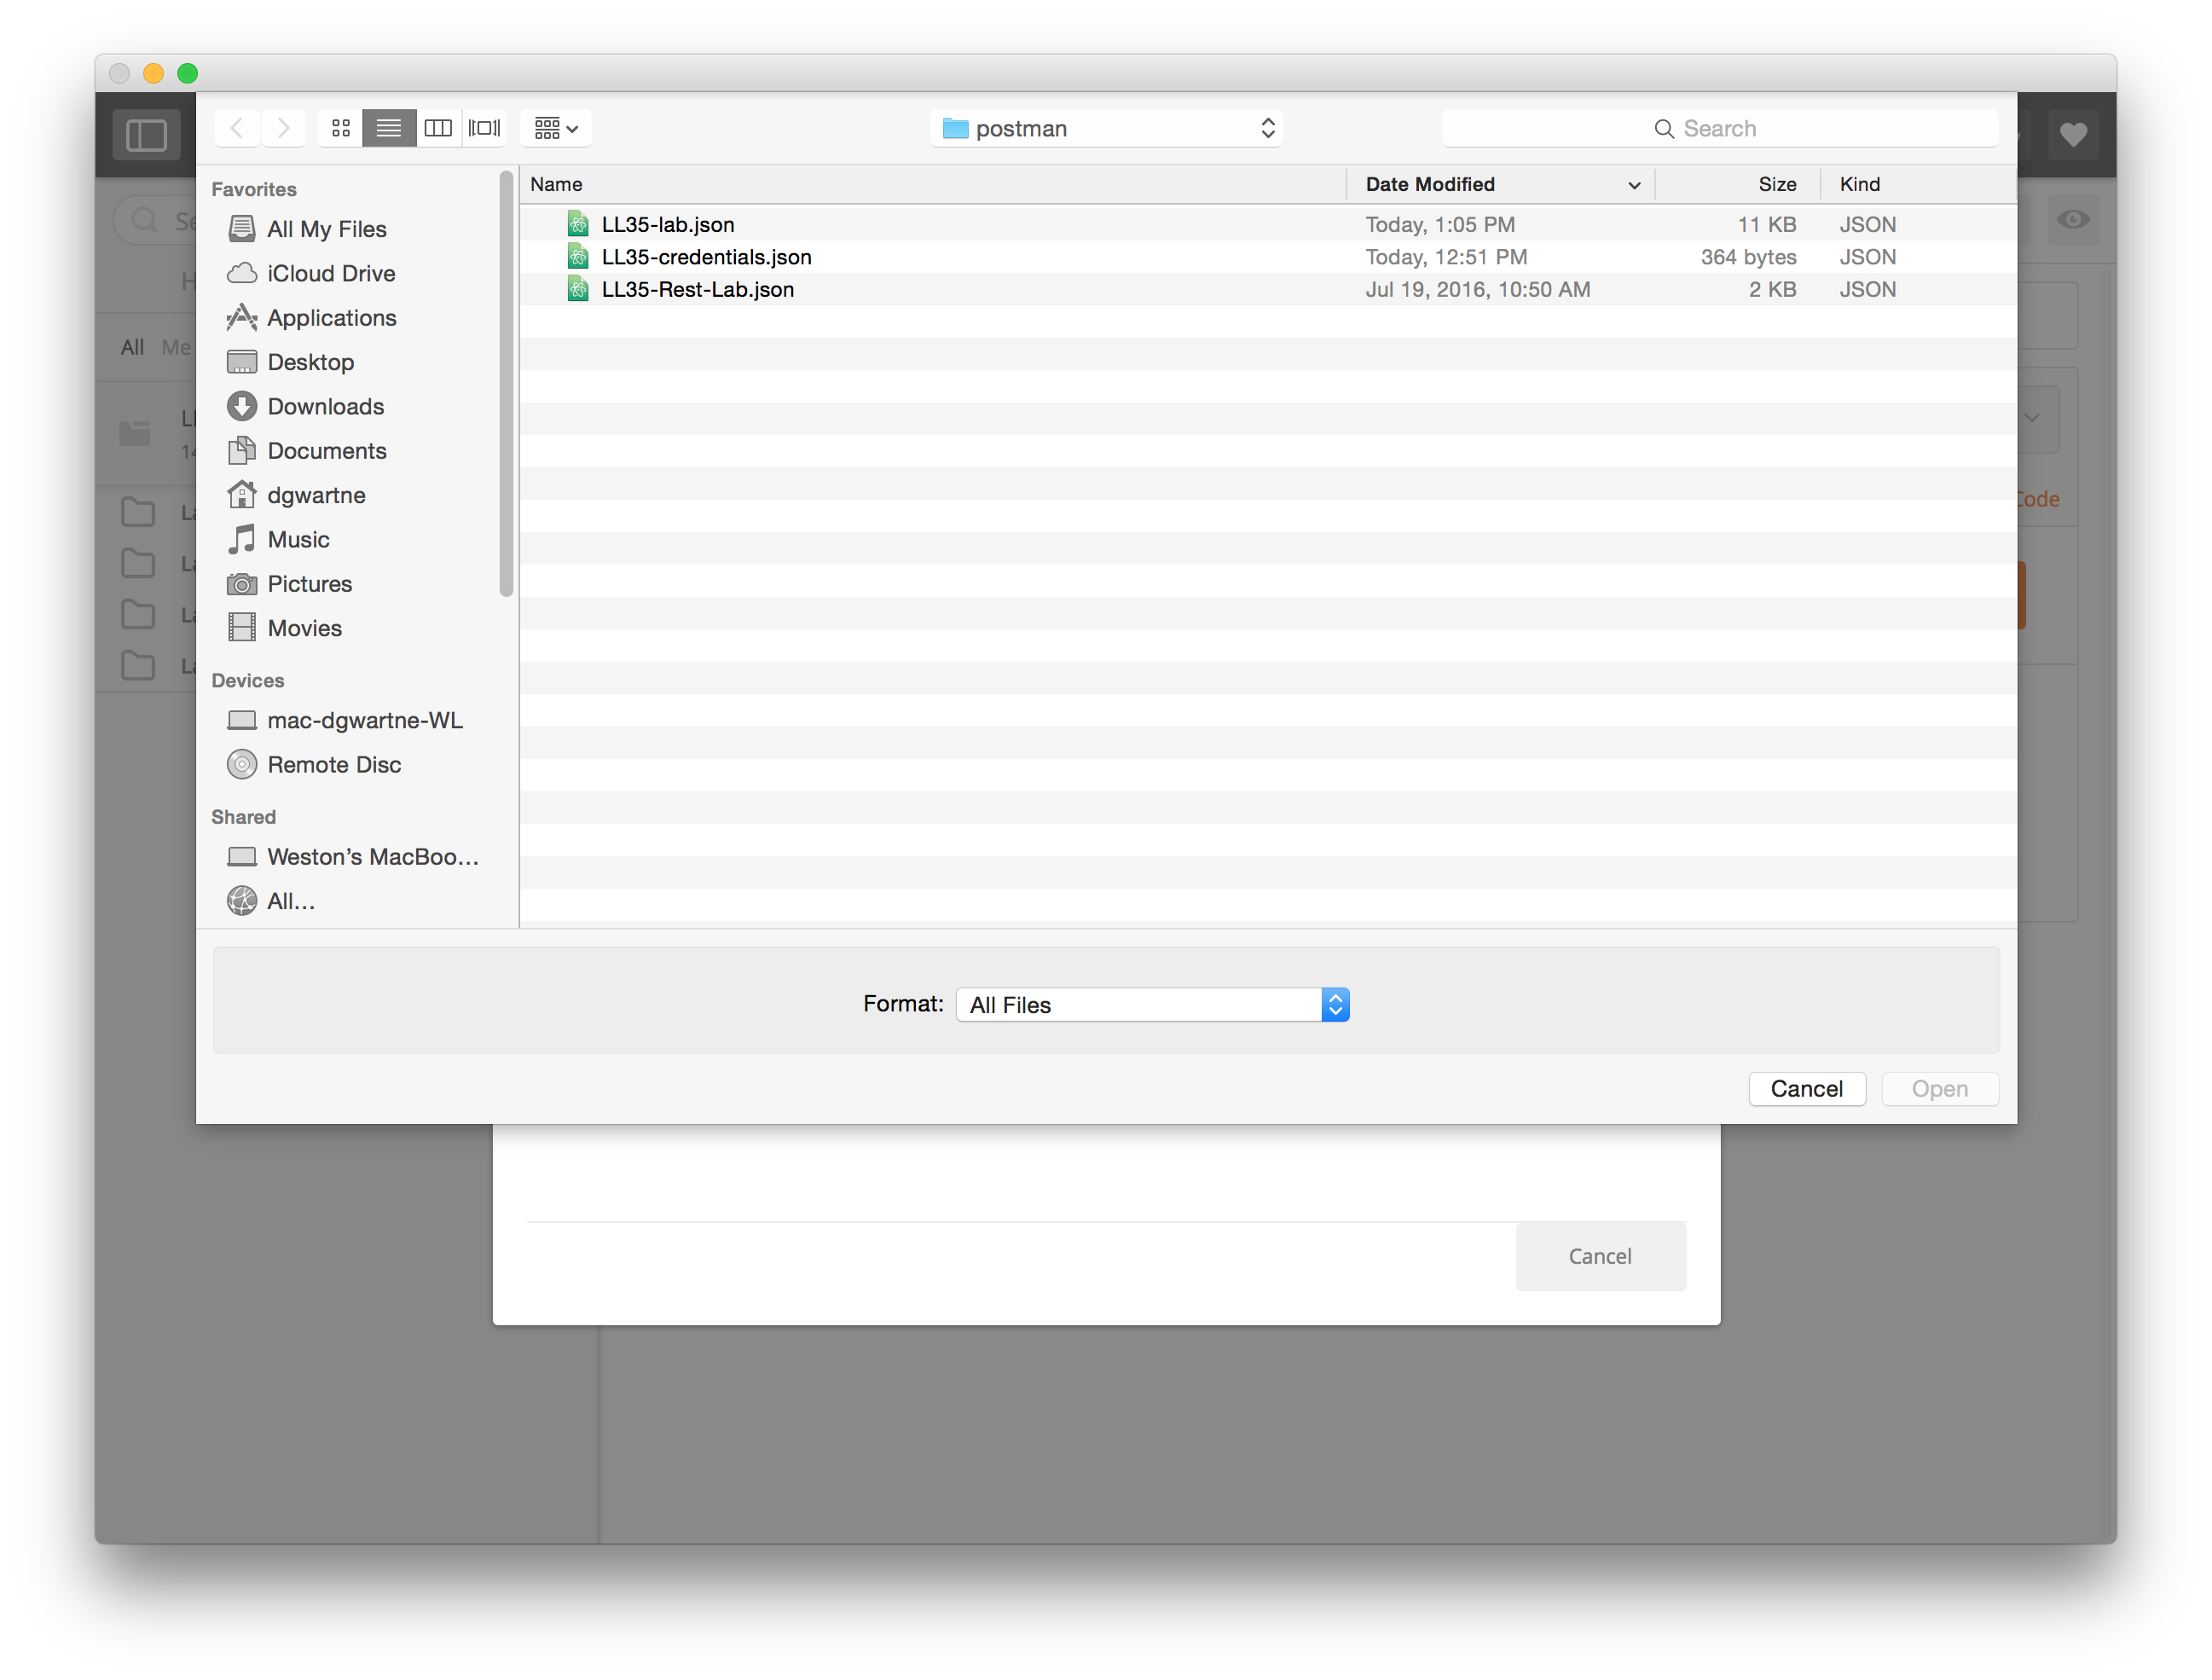 postman
Search
Favorites
All My Files
iCloud Drive
Applications
Desktop
Downloads
Documents
dgwartne
Music
Pictures
Movies
Devices
mac-dgwartne-WL
Remote Disc
Shared
Weston’s MacBoo...
All...
Name Date Modified Size Kind
LL35-lab.json Today, 1:05 PM 11 KB JSON
LL35-credentials.json Today, 12:51 PM 364 bytes JSON
LL35-Rest-Lab.json Jul 19, 2016, 10:50 AM 2 KB JSON
Format: All Files
Cancel Open
All Me
Code
Cancel